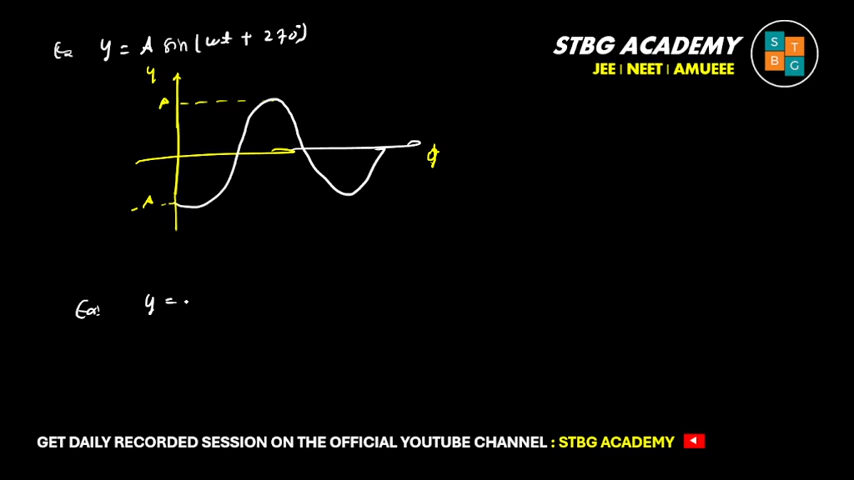 Ex y = A sin(ωt + 270°)
STBG ACADEMY
JEE | NEET | AMUEEE
S T
B G
y
A
ϕ
- A
Ex: y = .
GET DAILY RECORDED SESSION ON THE OFFICIAL YOUTUBE CHANNEL : STBG ACADEMY